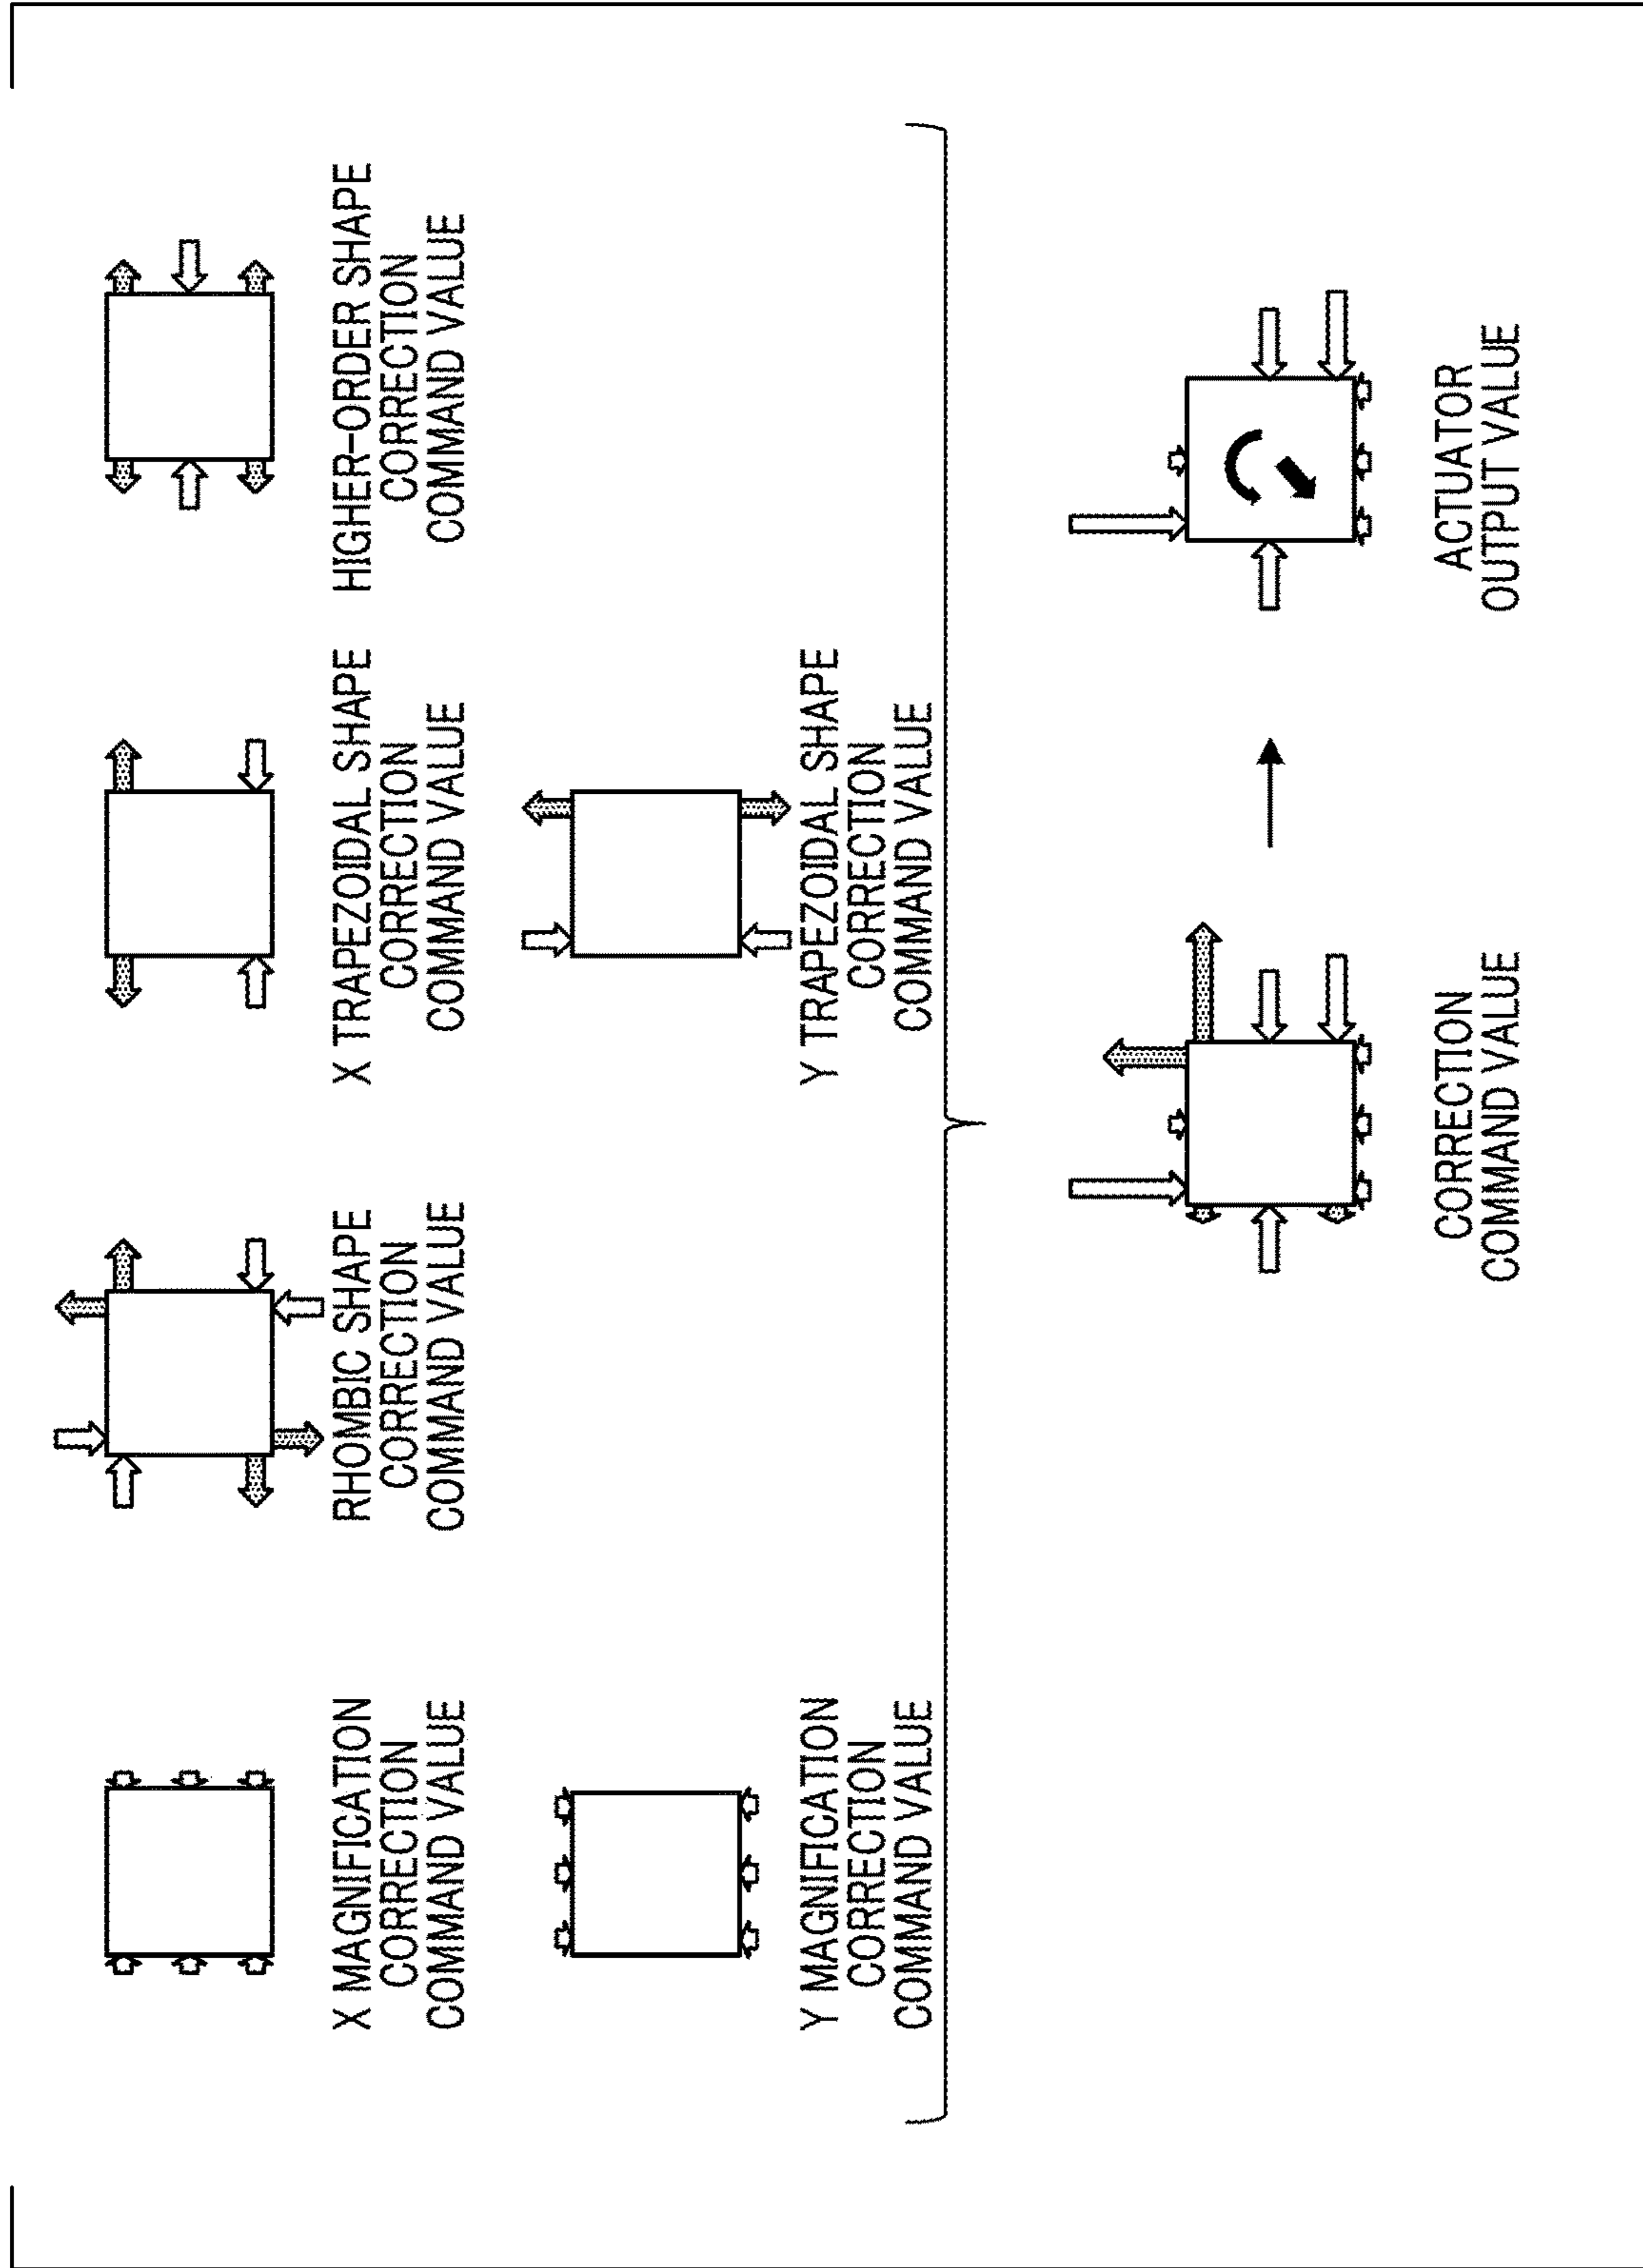 X MAGNIFICATION
CORRECTION
COMMAND VALUE
RHOMBIC SHAPE
CORRECTION
COMMAND VALUE
X TRAPEZOIDAL SHAPE
CORRECTION
COMMAND VALUE
HIGHER-ORDER SHAPE
CORRECTION
COMMAND VALUE
Y MAGNIFICATION
CORRECTION
COMMAND VALUE
Y TRAPEZOIDAL SHAPE
CORRECTION
COMMAND VALUE
CORRECTION
COMMAND VALUE
ACTUATOR
OUTPUT VALUE